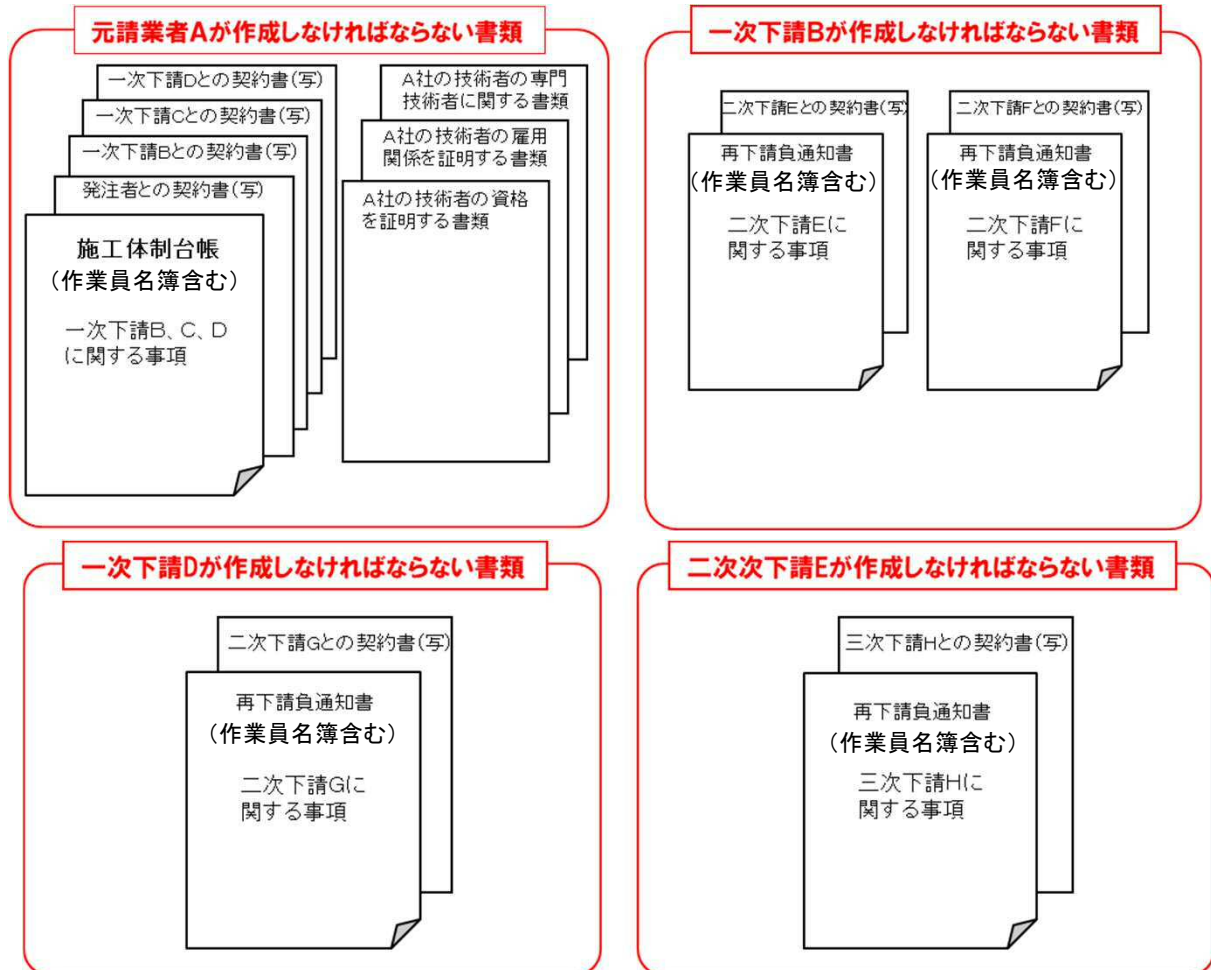 元請業者Aが作成しなければならない書類
一次下請Dとの契約書(写)
一次下請Cとの契約書(写)
一次下請Bとの契約書(写)
発注者との契約書(写)
施工体制台帳
(作業員名簿含む)
一次下請B、C、D
に関する事項
A社の技術者の専門
技術者に関する書類
A社の技術者の雇用
関係を証明する書類
A社の技術者の資格
を証明する書類
一次下請Bが作成しなければならない書類
二次下請Eとの契約書(写)
再下請負通知書
(作業員名簿含む)
二次下請Eに
関する事項
二次下請Fとの契約書(写)
再下請負通知書
(作業員名簿含む)
二次下請Fに
関する事項
一次下請Dが作成しなければならない書類
二次下請Gとの契約書(写)
再下請負通知書
(作業員名簿含む)
二次下請Gに
関する事項
二次次下請Eが作成しなければならない書類
三次下請Hとの契約書(写)
再下請負通知書
(作業員名簿含む)
三次下請Hに
関する事項